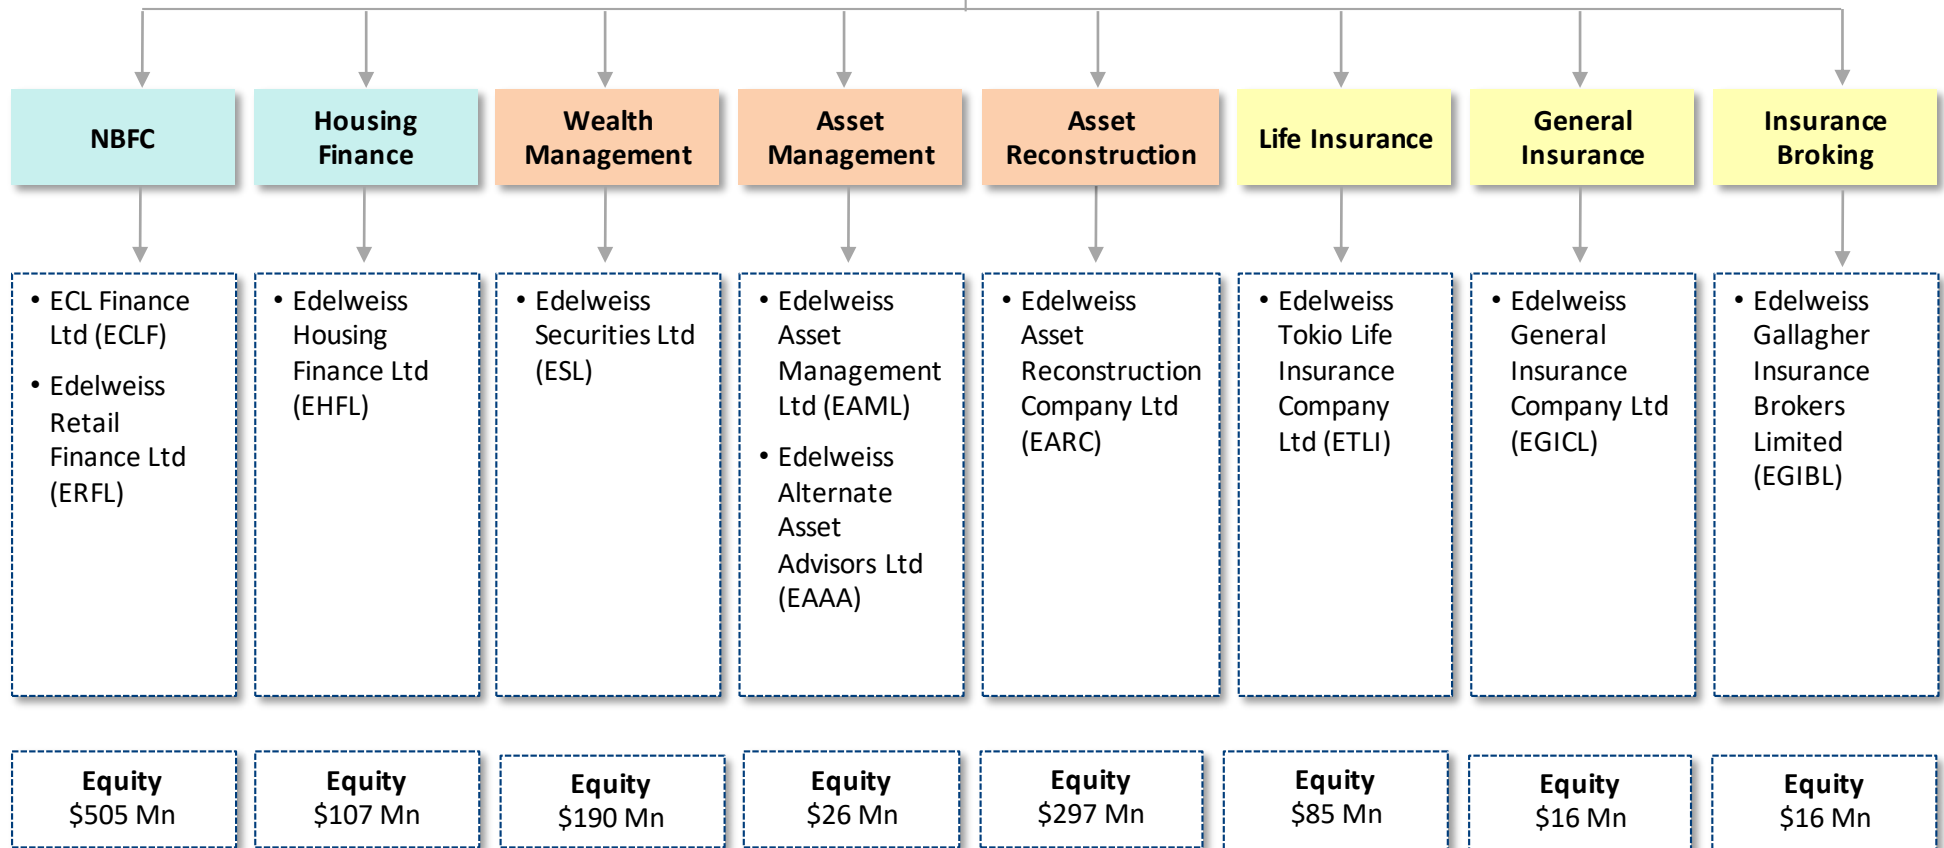 NBFC
Housing
Finance
Wealth
Management
Asset
Management
Asset
Reconstruction
Life Insurance
General
Insurance
Insurance
Broking
• ECL Finance
Ltd (ECLF)
• Edelweiss
Retail
Finance Ltd
(ERFL)
• Edelweiss
Housing
Finance Ltd
(EHFL)
• Edelweiss
Securities Ltd
(ESL)
• Edelweiss
Asset
Management
Ltd (EAML)
• Edelweiss
Alternate
Asset
Advisors Ltd
(EAAA)
• Edelweiss
Asset
Reconstruction
Company Ltd
(EARC)
• Edelweiss
Tokio Life
Insurance
Company
Ltd (ETLI)
• Edelweiss
General
Insurance
Company Ltd
(EGICL)
• Edelweiss
Gallagher
Insurance
Brokers
Limited
(EGIBL)
Equity
$505 Mn
Equity
$107 Mn
Equity
$190 Mn
Equity
$26 Mn
Equity
$297 Mn
Equity
$85 Mn
Equity
$16 Mn
Equity
$16 Mn